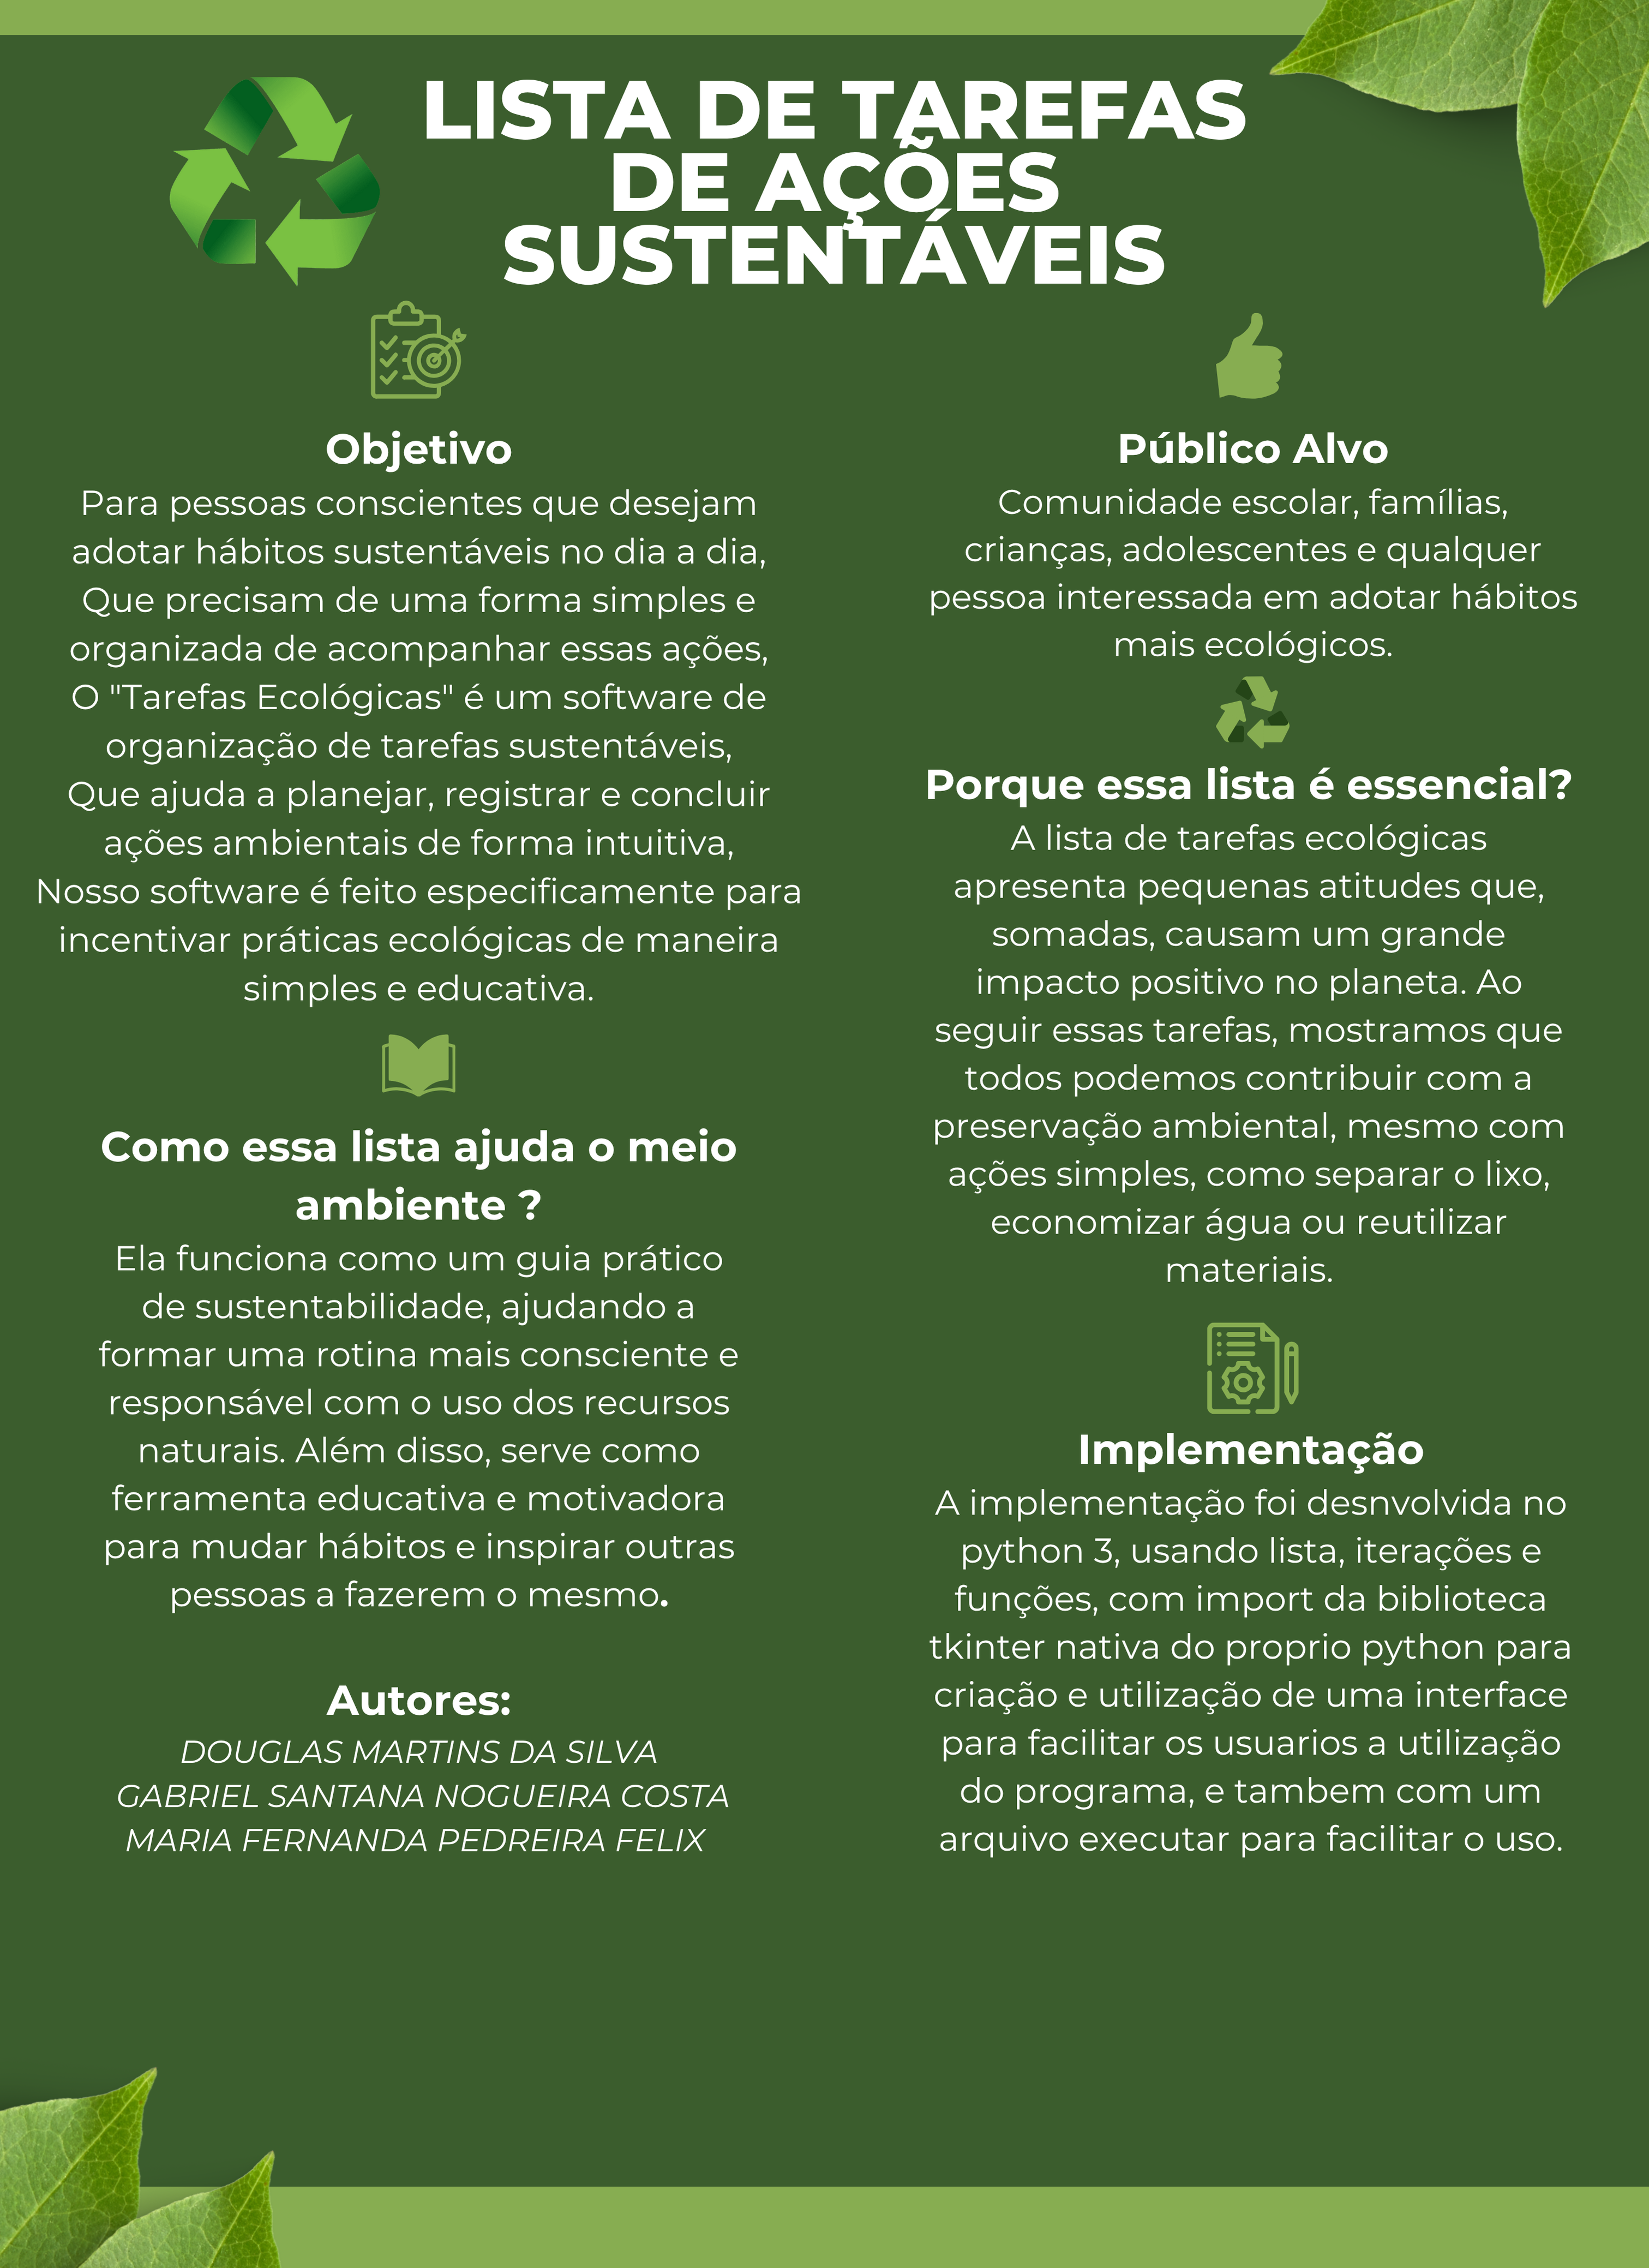 LISTA DE TAREFAS
DE AÇÕES
SUSTENTÁVEIS
Objetivo
Para pessoas conscientes que desejam
adotar hábitos sustentáveis no dia a dia,
Que precisam de uma forma simples e
organizada de acompanhar essas ações,
O "Tarefas Ecológicas" é um software de
organização de tarefas sustentáveis,
Que ajuda a planejar, registrar e concluir
ações ambientais de forma intuitiva,
Nosso software é feito especificamente para
incentivar práticas ecológicas de maneira
simples e educativa.
Como essa lista ajuda o meio
ambiente ?
Ela funciona como um guia prático
de sustentabilidade, ajudando a
formar uma rotina mais consciente e
responsável com o uso dos recursos
naturais. Além disso, serve como
ferramenta educativa e motivadora
para mudar hábitos e inspirar outras
pessoas a fazerem o mesmo.
Autores:
DOUGLAS MARTINS DA SILVA
GABRIEL SANTANA NOGUEIRA COSTA
MARIA FERNANDA PEDREIRA FELIX
Público Alvo
Comunidade escolar, famílias,
crianças, adolescentes e qualquer
pessoa interessada em adotar hábitos
mais ecológicos.
Porque essa lista é essencial?
A lista de tarefas ecológicas
apresenta pequenas atitudes que,
somadas, causam um grande
impacto positivo no planeta. Ao
seguir essas tarefas, mostramos que
todos podemos contribuir com a
preservação ambiental, mesmo com
ações simples, como separar o lixo,
economizar água ou reutilizar
materiais.
Implementação
A implementação foi desnvolvida no
python 3, usando lista, iterações e
funções, com import da biblioteca
tkinter nativa do proprio python para
criação e utilização de uma interface
para facilitar os usuarios a utilização
do programa, e tambem com um
arquivo executar para facilitar o uso.